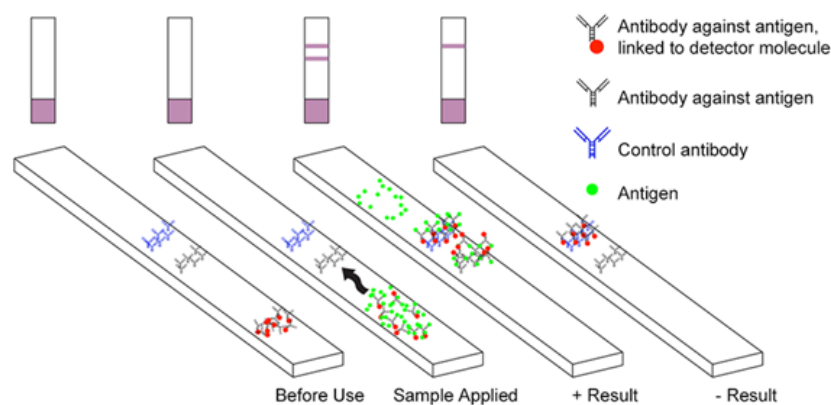 Antibody against antigen,
linked to detector molecule
Antibody against antigen
Control antibody
Antigen
Before Use
Sample Applied
+ Result
- Result